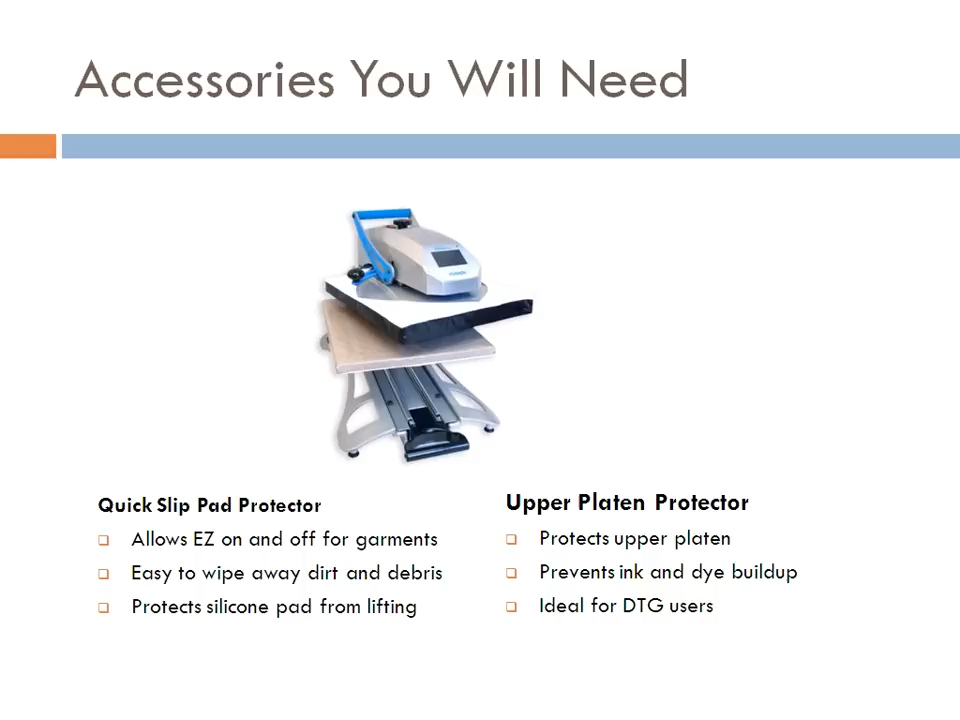 Accessories You Will Need
Quick Slip Pad Protector
Allows EZ on and off for garments
Easy to wipe away dirt and debris
Protects silicone pad from lifting
Upper Platen Protector
Protects upper platen
Prevents ink and dye buildup
Ideal for DTG users